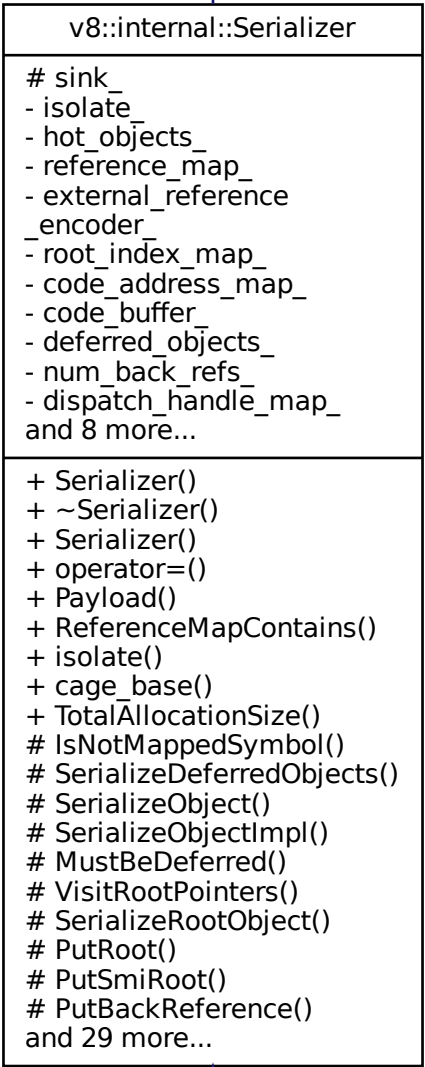 v8::internal::Serializer
# sink_
- isolate_
- hot_objects_
- reference_map_
- external_reference
_encoder_
- root_index_map_
- code_address_map_
- code_buffer_
- deferred_objects_
- num_back_refs_
- dispatch_handle_map_
and 8 more...
+ Serializer()
+ ~Serializer()
+ Serializer()
+ operator=()
+ Payload()
+ ReferenceMapContains()
+ isolate()
+ cage_base()
+ TotalAllocationSize()
# IsNotMappedSymbol()
# SerializeDeferredObjects()
# SerializeObject()
# SerializeObjectImpl()
# MustBeDeferred()
# VisitRootPointers()
# SerializeRootObject()
# PutRoot()
# PutSmiRoot()
# PutBackReference()
and 29 more...